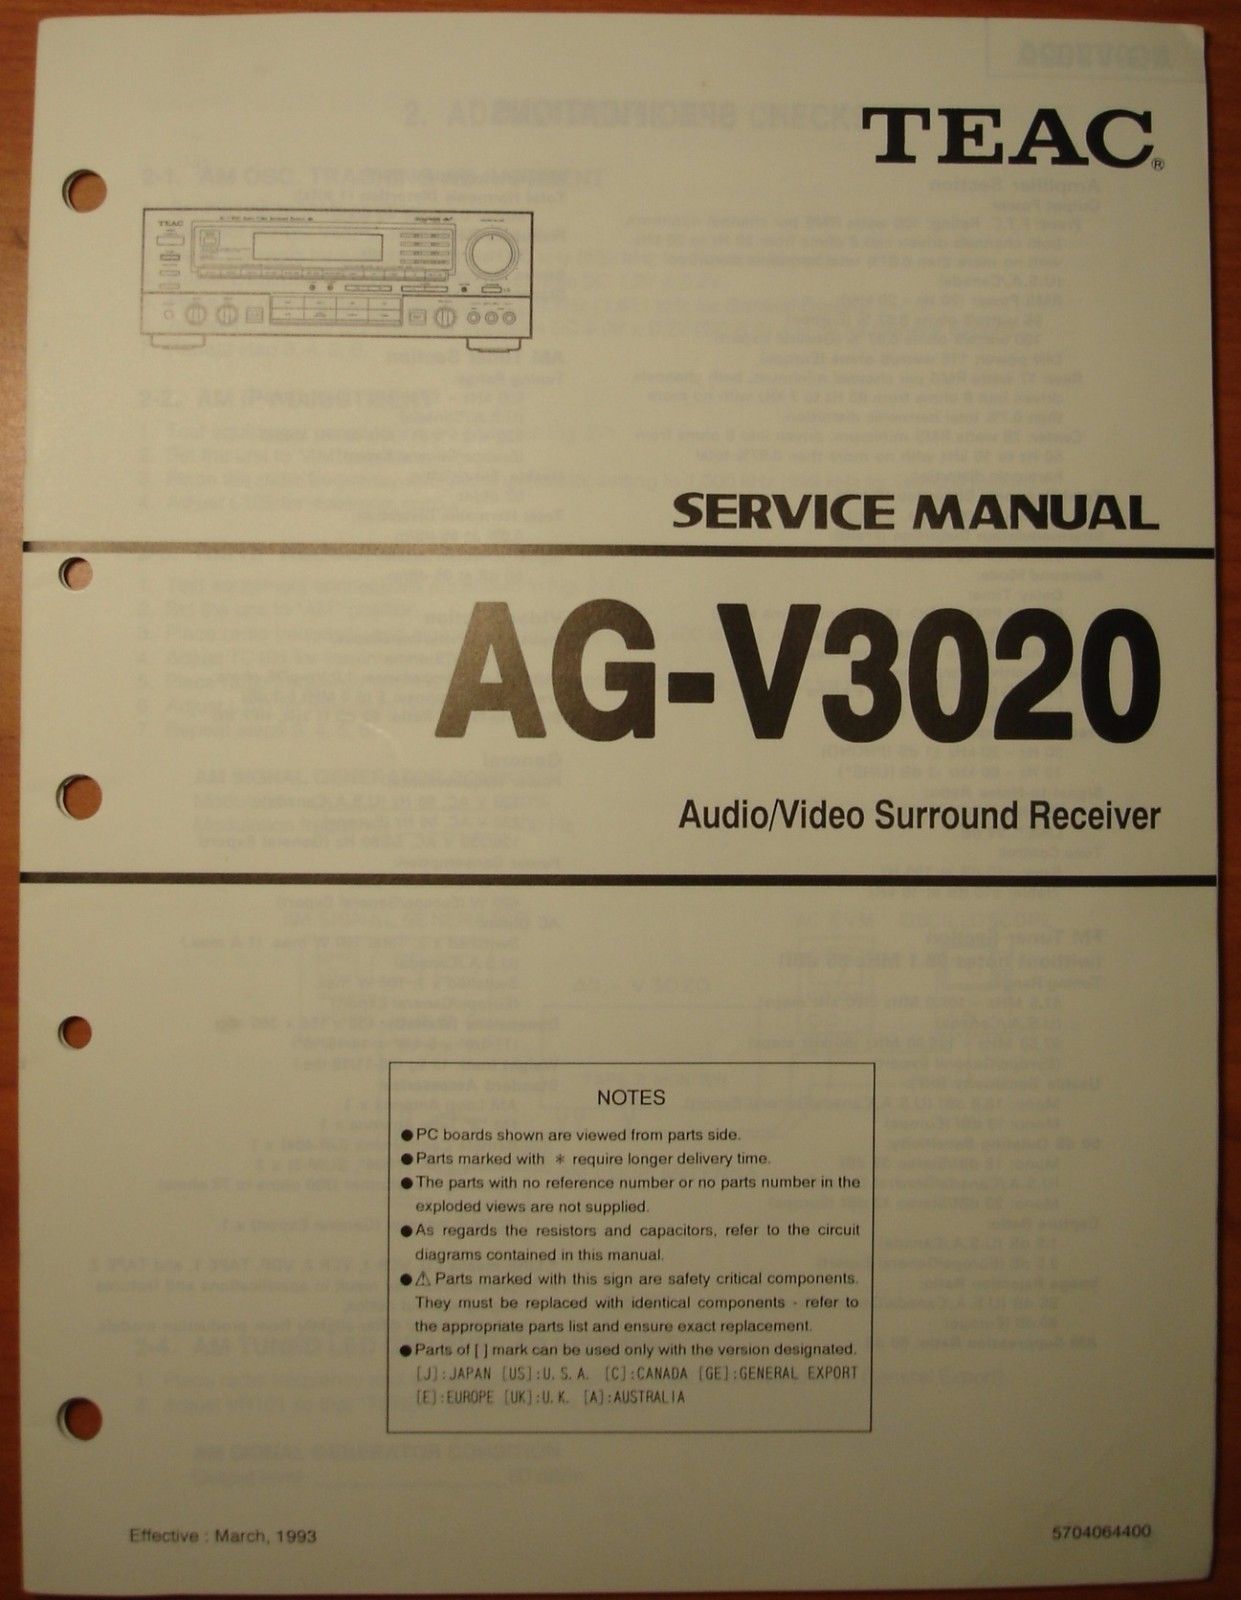 TEAC®
TEAC
SERVICE MANUAL
AG-V3020
Audio/Video Surround Receiver
NOTES
●PC boards shown are viewed from parts side.
●Parts marked with * require longer delivery time.
●The parts with no reference number or no parts number in the
exploded views are not supplied.
●As regards the resistors and capacitors, refer to the circuit
diagrams contained in this manual.
●⚠ Parts marked with this sign are safety critical components.
They must be replaced with identical components - refer to
the appropriate parts list and ensure exact replacement.
●Parts of [ ] mark can be used only with the version designated.
[J]:JAPAN [US]:U.S.A. [C]:CANADA [GE]:GENERAL EXPORT
[E]:EUROPE [UK]:U.K. [A]:AUSTRALIA
Effective : March, 1993
5704064400